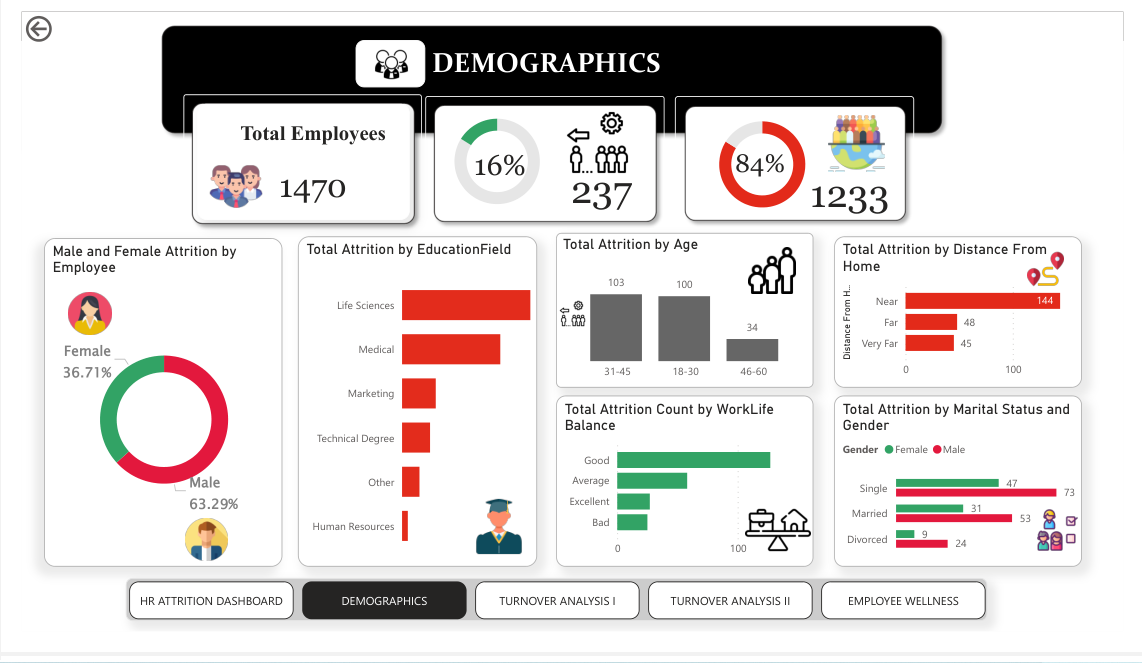 DEMOGRAPHICS
Total Employees
1470
16%
237
84%
1233
Male and Female Attrition by
Employee
Female
36.71%
Male
63.29%
Total Attrition by EducationField
Life Sciences
Medical
Marketing
Technical Degree
Other
Human Resources
Total Attrition by Age
103
100
34
31-45
18-30
46-60
Total Attrition Count by WorkLife
Balance
Good
Average
Excellent
Bad
0
100
Total Attrition by Distance From
Home
Distance From H..
Near
144
Far
48
Very Far
45
0
100
Total Attrition by Marital Status and
Gender
Gender Female Male
Single
47
73
Married
31
53
Divorced
9
24
HR ATTRITION DASHBOARD
DEMOGRAPHICS
TURNOVER ANALYSIS I
TURNOVER ANALYSIS II
EMPLOYEE WELLNESS